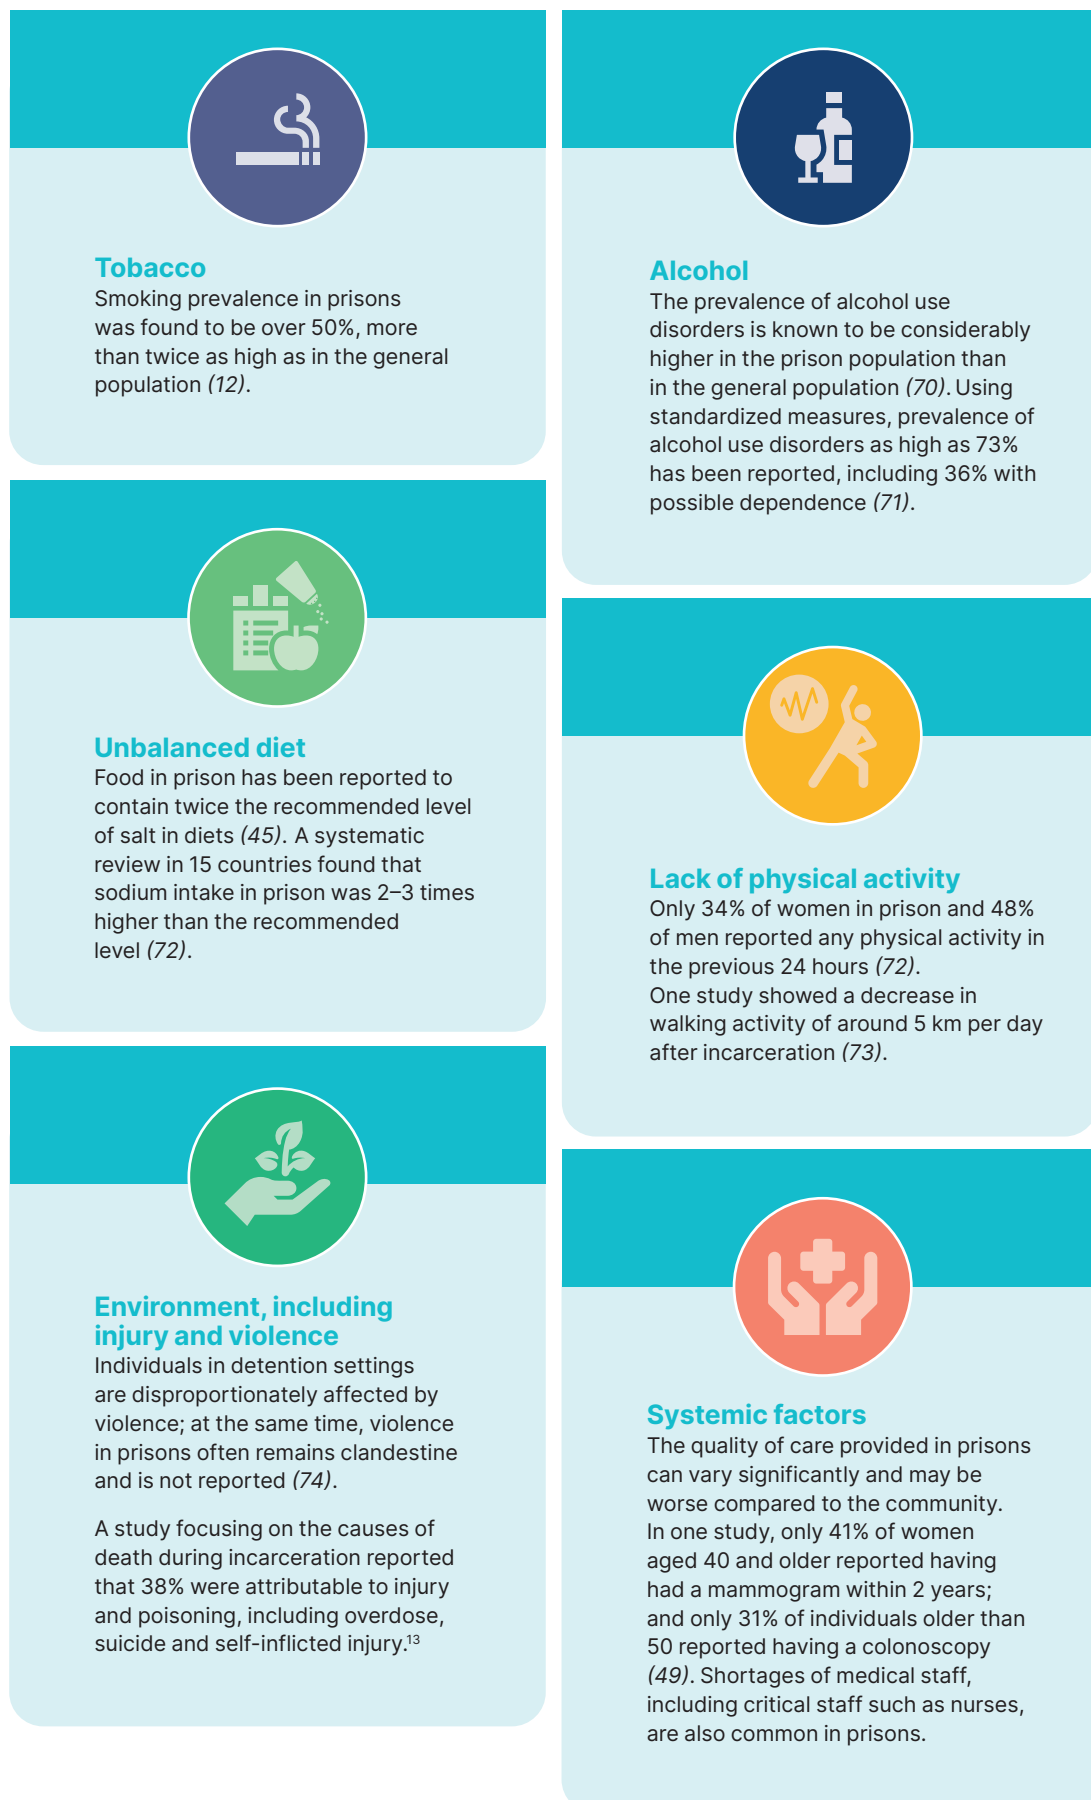 Tobacco
Smoking prevalence in prisons
was found to be over 50%, more
than twice as high as in the general
population (12).
Alcohol
The prevalence of alcohol use
disorders is known to be considerably
higher in the prison population than
in the general population (70). Using
standardized measures, prevalence of
alcohol use disorders as high as 73%
has been reported, including 36% with
possible dependence (71).
Unbalanced diet
Food in prison has been reported to
contain twice the recommended level
of salt in diets (45). A systematic
review in 15 countries found that
sodium intake in prison was 2–3 times
higher than the recommended
level (72).
Lack of physical activity
Only 34% of women in prison and 48%
of men reported any physical activity in
the previous 24 hours (72).
One study showed a decrease in
walking activity of around 5 km per day
after incarceration (73).
Environment, including
injury and violence
Individuals in detention settings
are disproportionately affected by
violence; at the same time, violence
in prisons often remains clandestine
and is not reported (74).
A study focusing on the causes of
death during incarceration reported
that 38% were attributable to injury
and poisoning, including overdose,
suicide and self-inflicted injury.¹³
Systemic factors
The quality of care provided in prisons
can vary significantly and may be
worse compared to the community.
In one study, only 41% of women
aged 40 and older reported having
had a mammogram within 2 years;
and only 31% of individuals older than
50 reported having a colonoscopy
(49). Shortages of medical staff,
including critical staff such as nurses,
are also common in prisons.